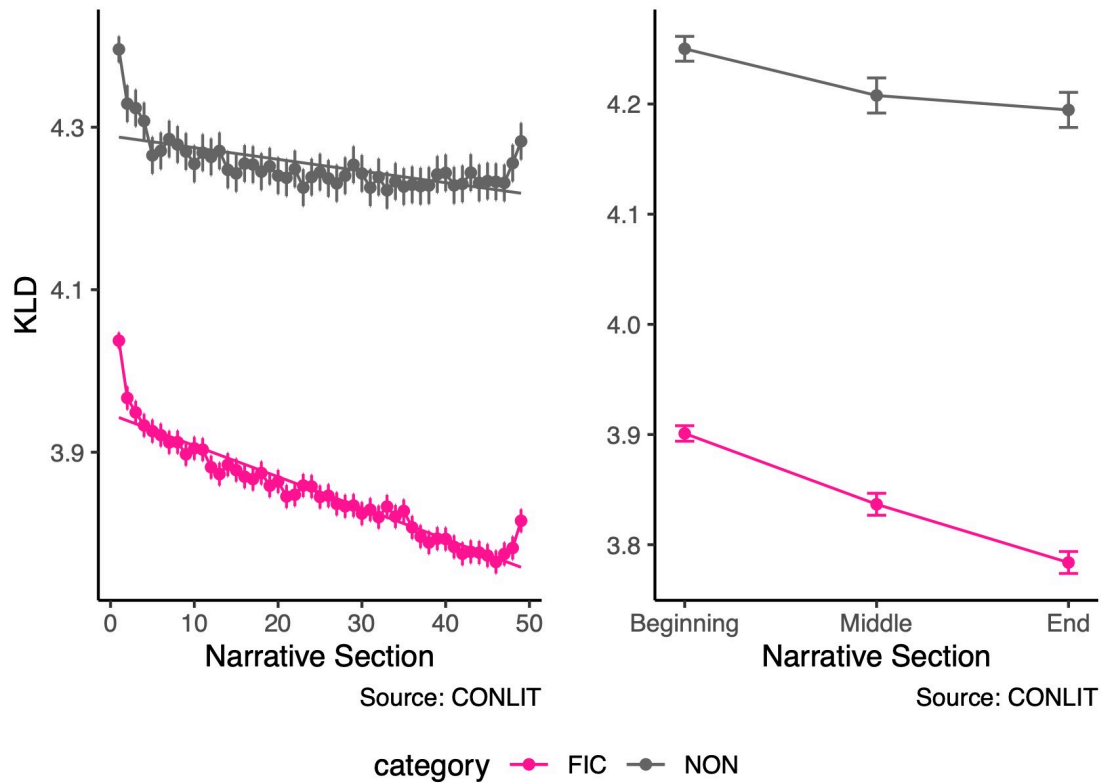 KLD
4.3
4.1
3.9
0 10 20 30 40 50
Narrative Section
Source: CONLIT
4.2
4.1
4.0
3.9
3.8
Beginning Middle End
Narrative Section
Source: CONLIT
category FIC NON